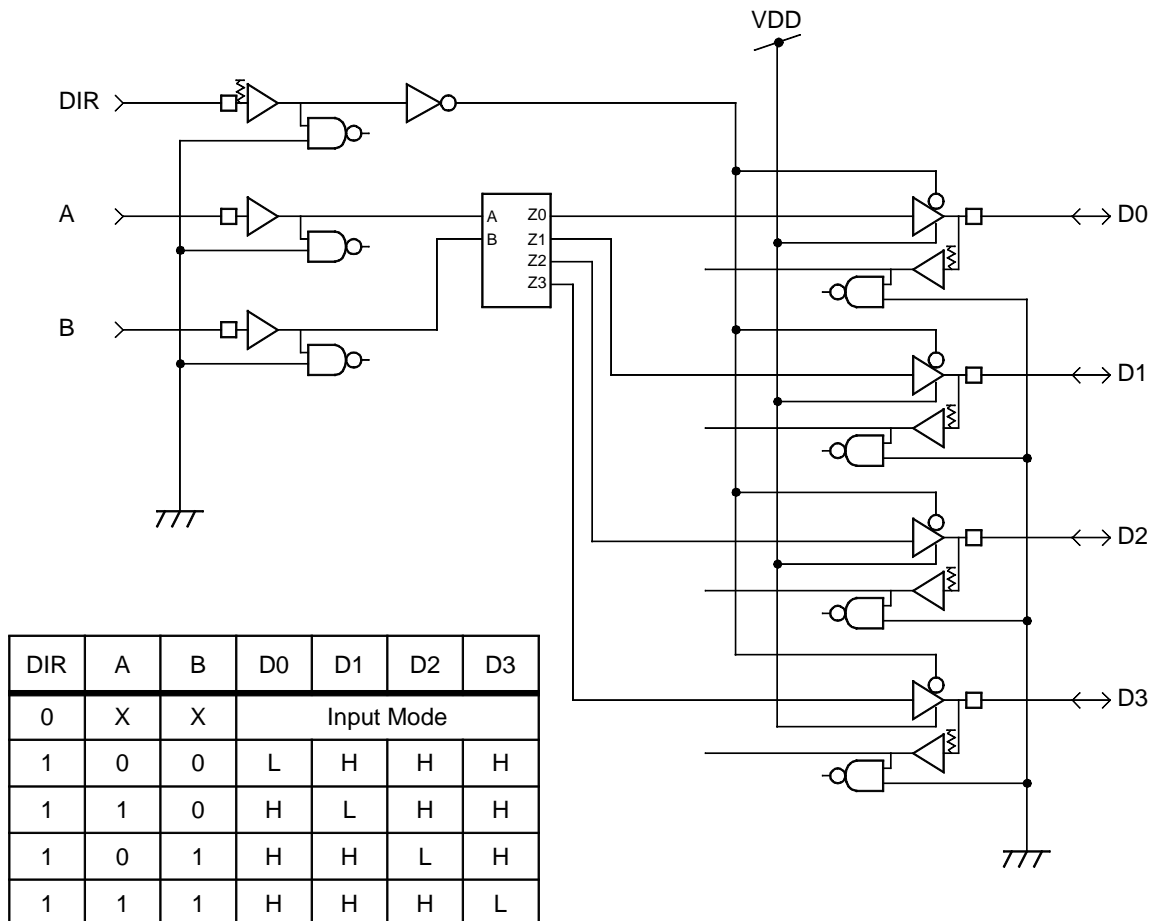 VDD
DIR
A
B
A
B
Z0
Z1
Z2
Z3
D0
D1
D2
D3
DIR A B D0 D1 D2 D3
0 X X Input Mode
1 0 0 L H H H
1 1 0 H L H H
1 0 1 H H L H
1 1 1 H H H L